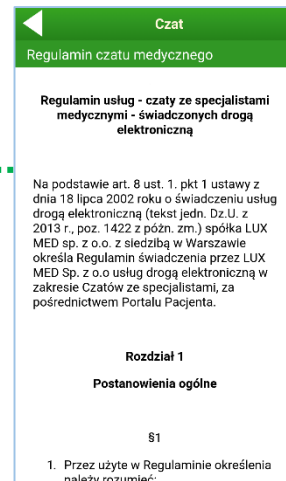 Czat
Regulamin czatu medycznego
Regulamin usług - czaty ze specjalistami
medycznymi - świadczonych drogą
elektroniczną
Na podstawie art. 8 ust. 1. pkt 1 ustawy z
dnia 18 lipca 2002 roku o świadczeniu usług
drogą elektroniczną (tekst jedn. Dz.U. z
2013 r., poz. 1422 z późn. zm.) spółka LUX
MED sp. z o.o. z siedzibą w Warszawie
określa Regulamin świadczenia przez LUX
MED Sp. z o.o usług drogą elektroniczną w
zakresie Czatów ze specjalistami, za
pośrednictwem Portalu Pacjenta.
Rozdział 1
Postanowienia ogólne
§1
1. Przez użyte w Regulaminie określenia
należy rozumieć: